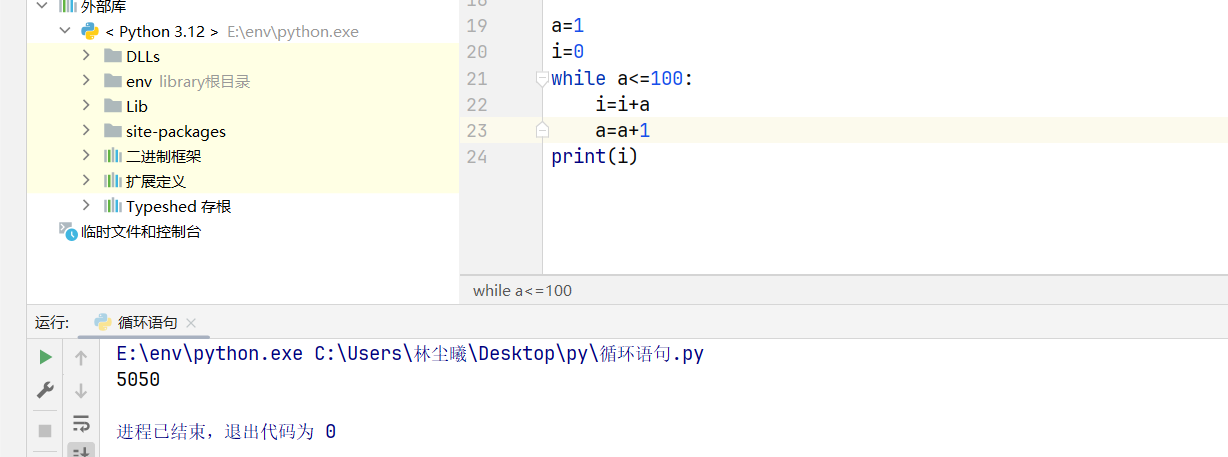 外部库
< Python 3.12 > E:\env\python.exe
DLLs
env library根目录
Lib
site-packages
二进制框架
扩展定义
Typeshed 存根
临时文件和控制台
18
19 a=1
20 i=0
21 while a<=100:
22     i=i+a
23     a=a+1
24 print(i)
while a<=100
运行: 循环语句
E:\env\python.exe C:\Users\林尘曦\Desktop\py\循环语句.py
5050
进程已结束，退出代码为 0